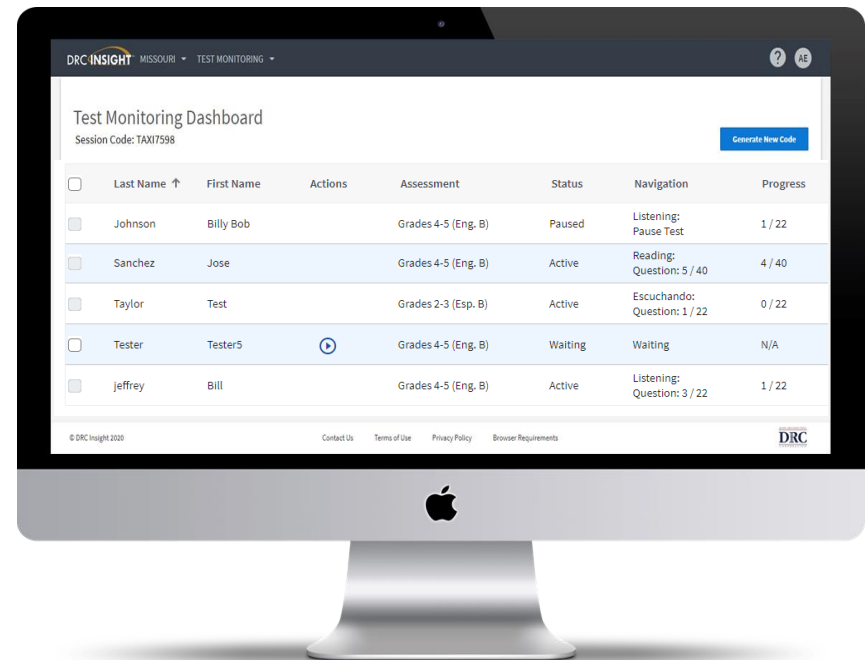 DRC INSIGHT MISSOURI TEST MONITORING ? AE
Test Monitoring Dashboard
Session Code: TAXI7598
Generate New Code
Last Name ↑ First Name Actions Assessment Status Navigation Progress
Johnson Billy Bob Grades 4-5 (Eng. B) Paused Listening: Pause Test 1 / 22
Sanchez Jose Grades 4-5 (Eng. B) Active Reading: Question: 5 / 40 4 / 40
Taylor Test Grades 2-3 (Esp. B) Active Escuchando: Question: 1 / 22 0 / 22
Tester Tester5 Grades 4-5 (Eng. B) Waiting Waiting N/A
jeffrey Bill Grades 4-5 (Eng. B) Active Listening: Question: 3 / 22 1 / 22
© DRC Insight 2020 Contact Us Terms of Use Privacy Policy Browser Requirements DRC